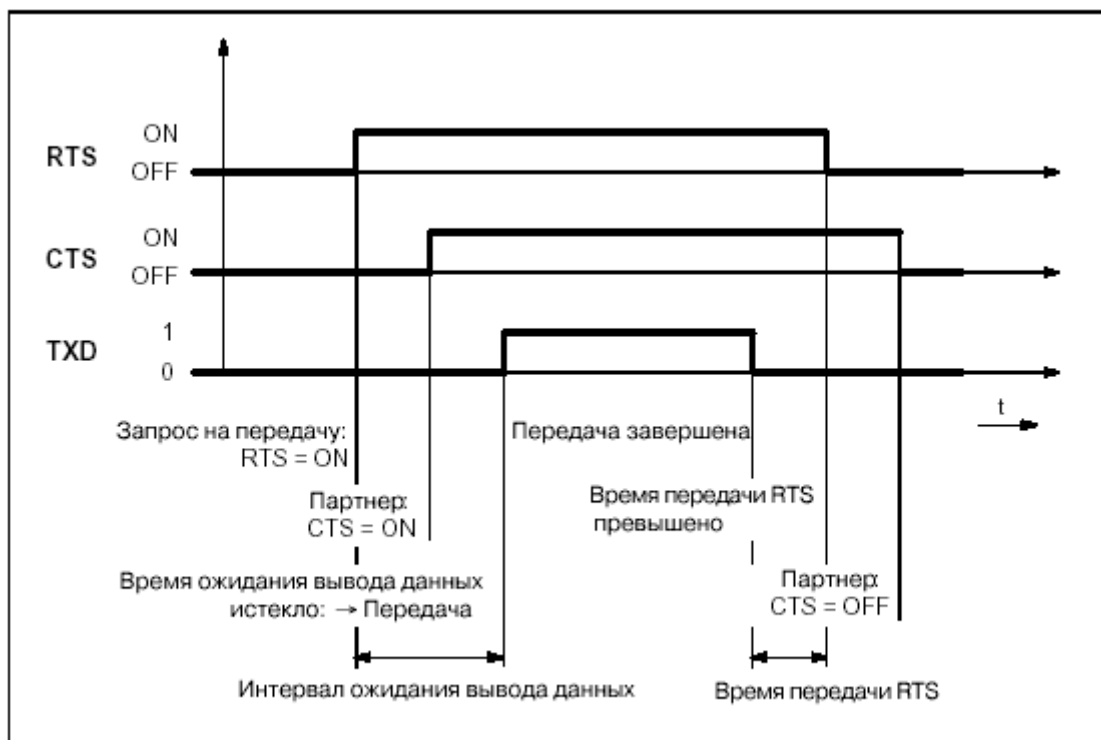 ON
RTS
OFF
ON
CTS
OFF
1
TXD
0
t
Запрос на передачу:
RTS = ON
Передача завершена
Партнер:
CTS = ON
Время передачи RTS
превышено
Время ожидания вывода данных
истекло: → Передача
Партнер:
CTS = OFF
Интервал ожидания вывода данных
Время передачи RTS